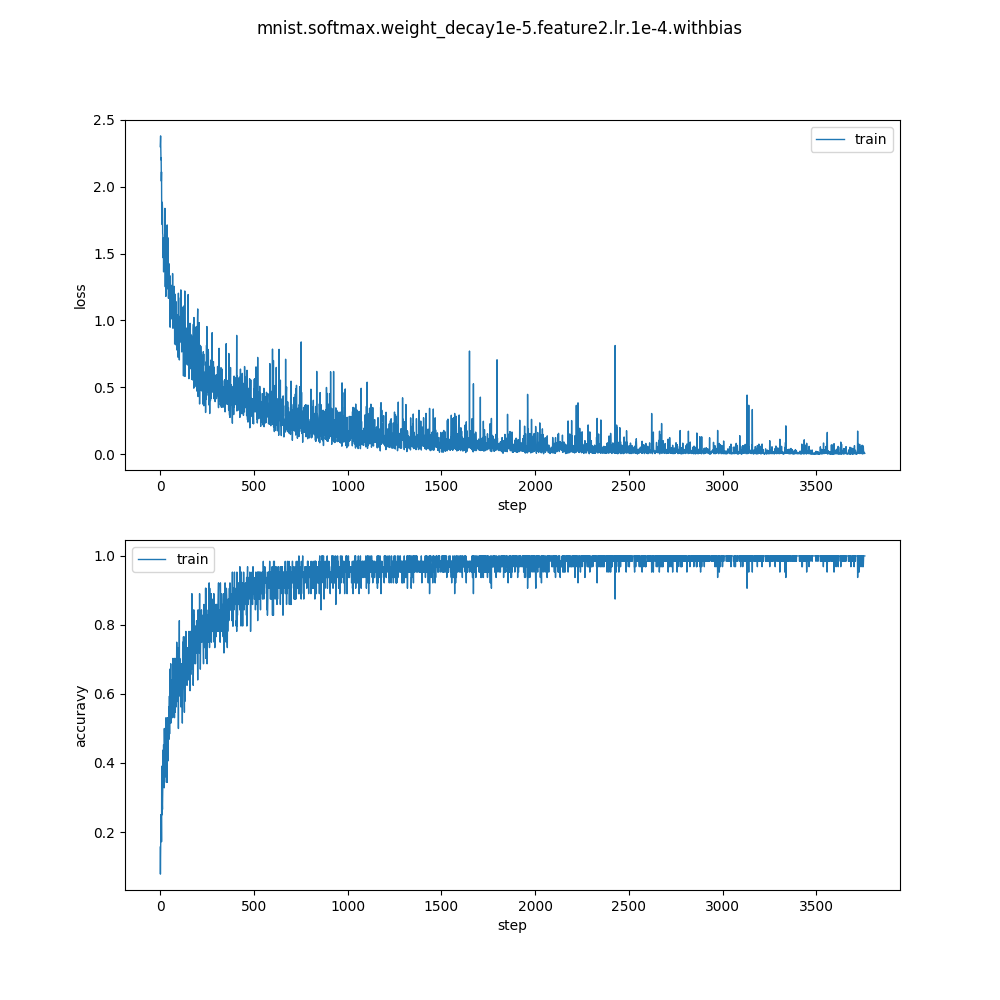 mnist.softmax.weight_decay1e-5.feature2.lr.1e-4.withbias
2.5
2.0
1.5
1.0
0.5
0.0
loss
train
0 500 1000 1500 2000 2500 3000 3500
step
1.0
0.8
0.6
0.4
0.2
accuravy
train
0 500 1000 1500 2000 2500 3000 3500
step